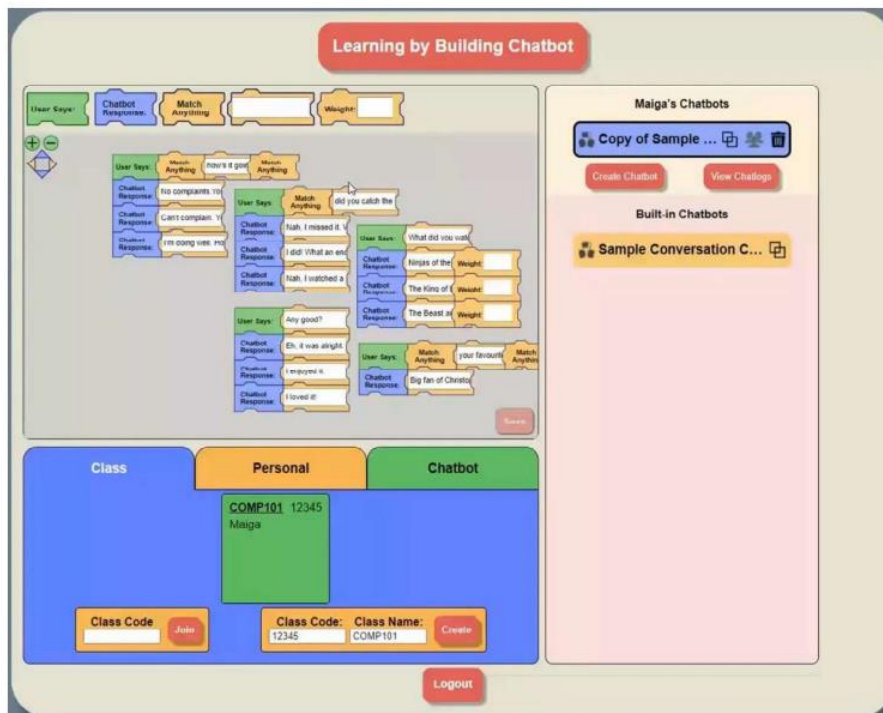 Learning by Building Chatbot
User Says:
Chatbot Response:
Match Anything
Weight:
Maiga's Chatbots
Copy of Sample ...
Create Chatbot
View Chatlogs
Built-in Chatbots
Sample Conversation C...
User Says: Match Anything how's it goin Match Anything
Chatbot Response: No complaints. Yo
Chatbot Response: Can't complain. Y
Chatbot Response: I'm doing well. Ho
User Says: Match Anything did you catch the
Chatbot Response: Nah, I missed it.
Chatbot Response: I did! What an end
Chatbot Response: Nah, I watched a
User Says: What did you wat
Chatbot Response: Ninjas of the Weight:
Chatbot Response: The King of Weight:
Chatbot Response: The Beast a Weight:
User Says: Any good?
Chatbot Response: Eh, it was alright.
Chatbot Response: I enjoyed it.
Chatbot Response: I loved it!
User Says: Match Anything your favourit Match Anythin
Chatbot Response: Big fan of Christo
Save
Class
Personal
Chatbot
COMP101 12345
Maiga
Class Code
Join
Class Code: Class Name:
12345 COMP101
Create
Logout